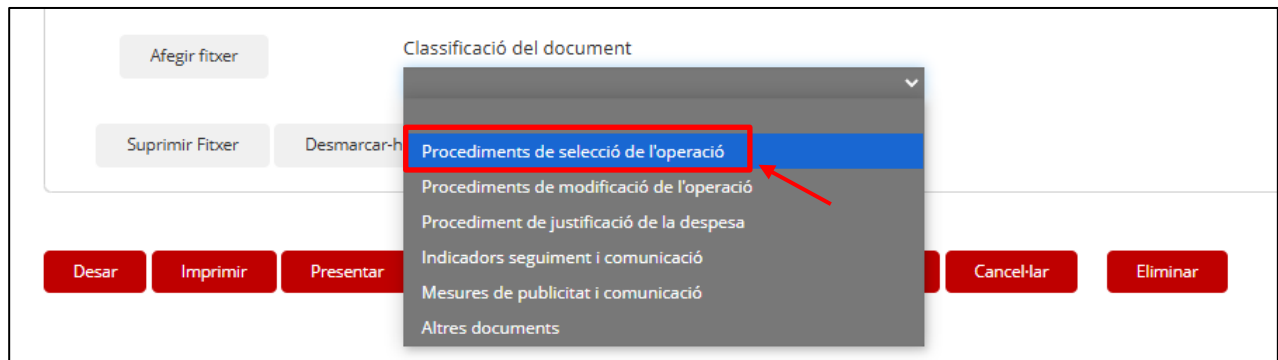 Afegir fitxer
Classificació del document
Suprimir Fitxer
Desmarcar-h
Procediments de selecció de l'operació
Procediments de modificació de l'operació
Procediment de justificació de la despesa
Indicadors seguiment i comunicació
Mesures de publicitat i comunicació
Altres documents
Desar
Imprimir
Presentar
Cancel·lar
Eliminar